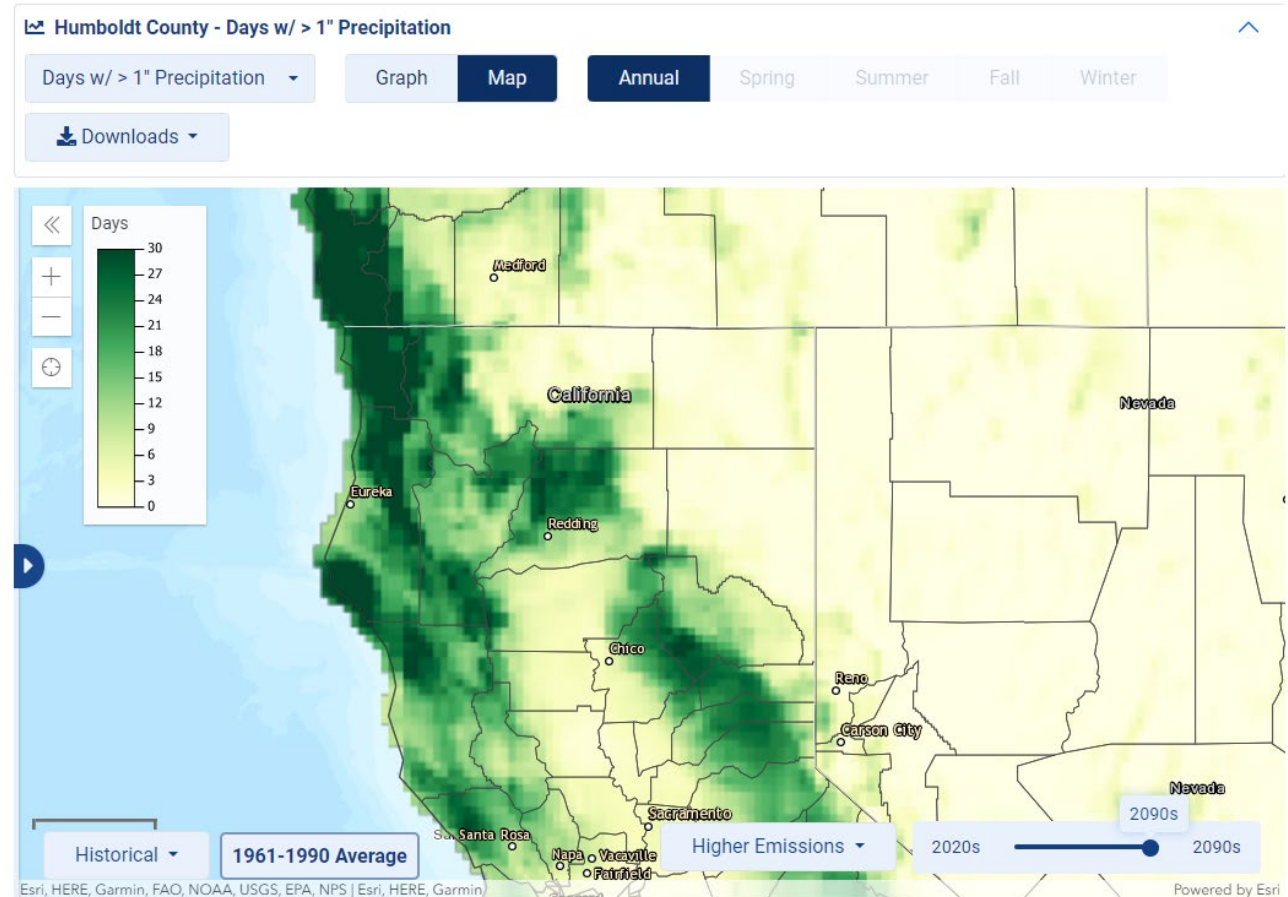 Humboldt County - Days w/ > 1" Precipitation
Days w/ > 1" Precipitation Graph Map Annual Spring Summer Fall Winter
Downloads
Days
30
27
24
21
18
15
12
9
6
3
0
Medford
California
Nevada
Eureka
Redding
Chico
Reno
Carson City
Nevada
Sacramento
Santa Rosa
Napa
Vacaville
Fairfield
2090s
Historical 1961-1990 Average Higher Emissions 2020s 2090s
Esri, HERE, Garmin, FAO, NOAA, USGS, EPA, NPS | Esri, HERE, Garmin Powered by Esri